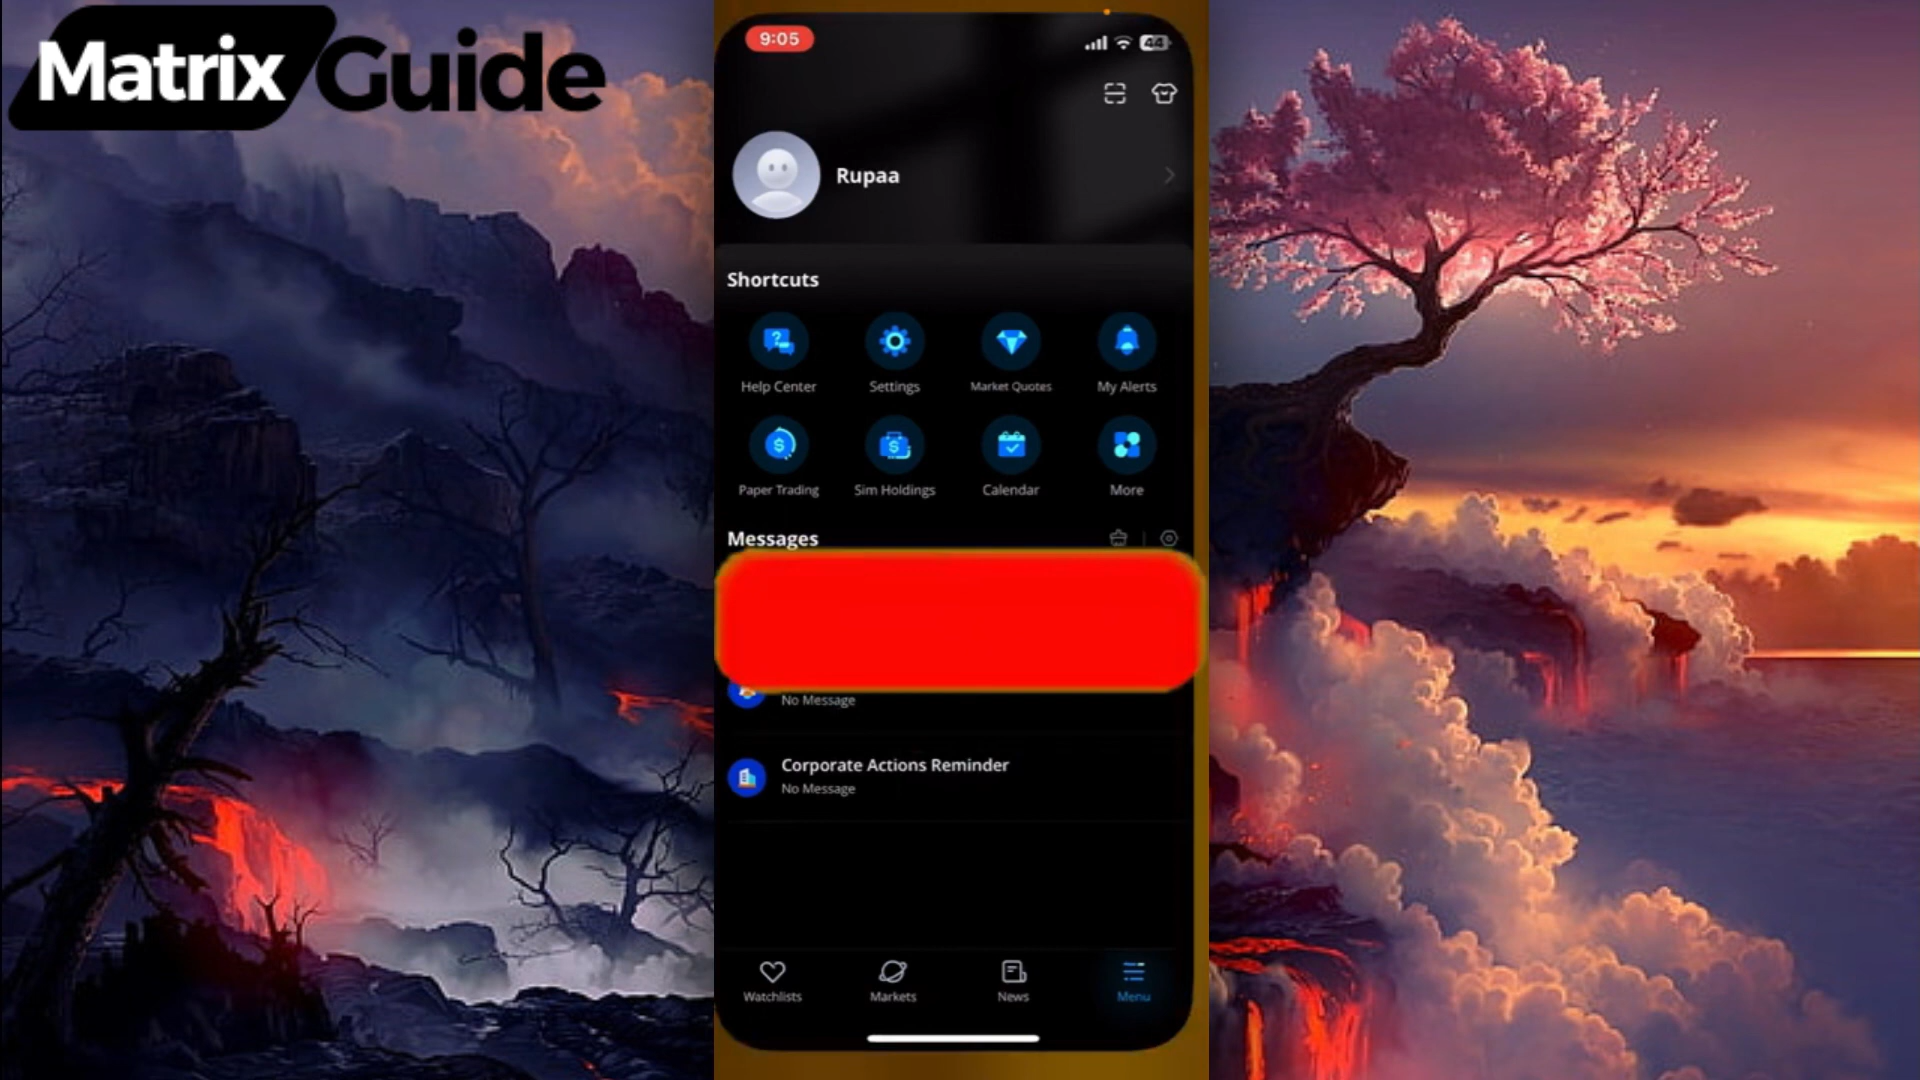 Matrix Guide
9:05
44
Rupaa
Shortcuts
Help Center
Settings
Market Quotes
My Alerts
Paper Trading
Sim Holdings
Calendar
More
Messages
No Message
Corporate Actions Reminder
No Message
Watchlists
Markets
News
Menu